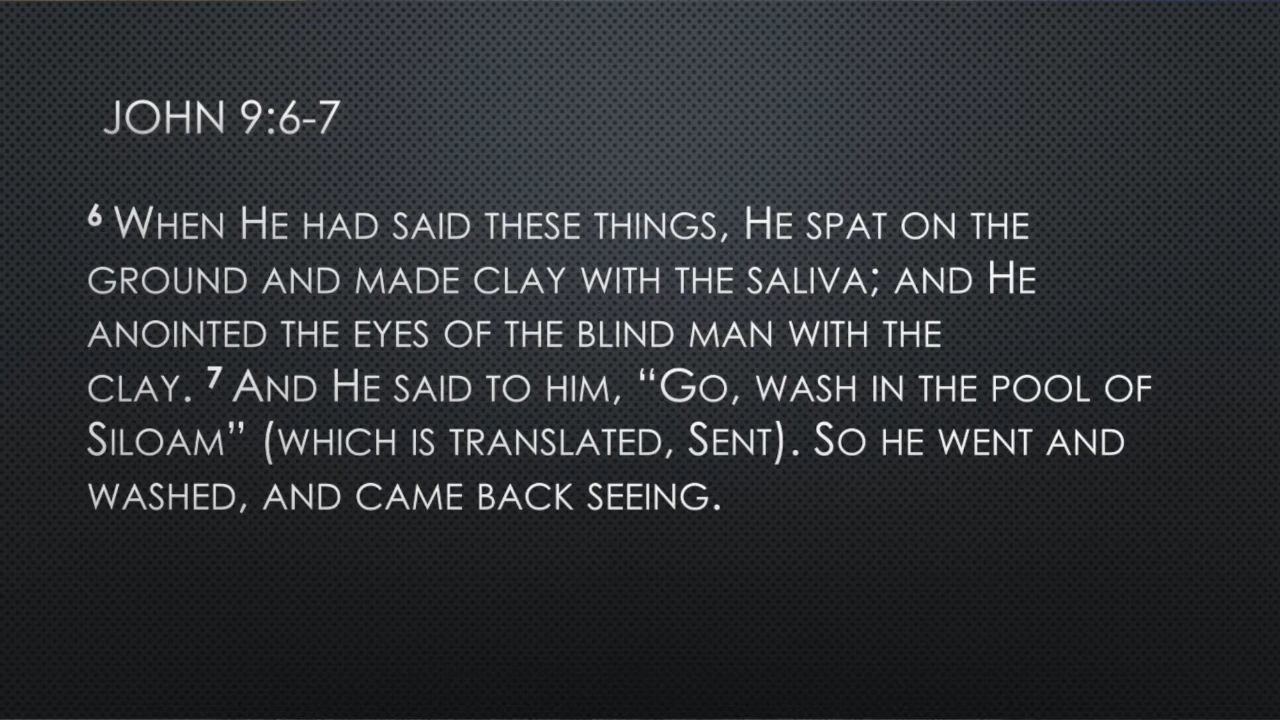 JOHN 9:6-7
6 When He had said these things, He spat on the
ground and made clay with the saliva; and He
anointed the eyes of the blind man with the
clay. 7 And He said to him, “Go, wash in the pool of
Siloam” (which is translated, Sent). So he went and
washed, and came back seeing.